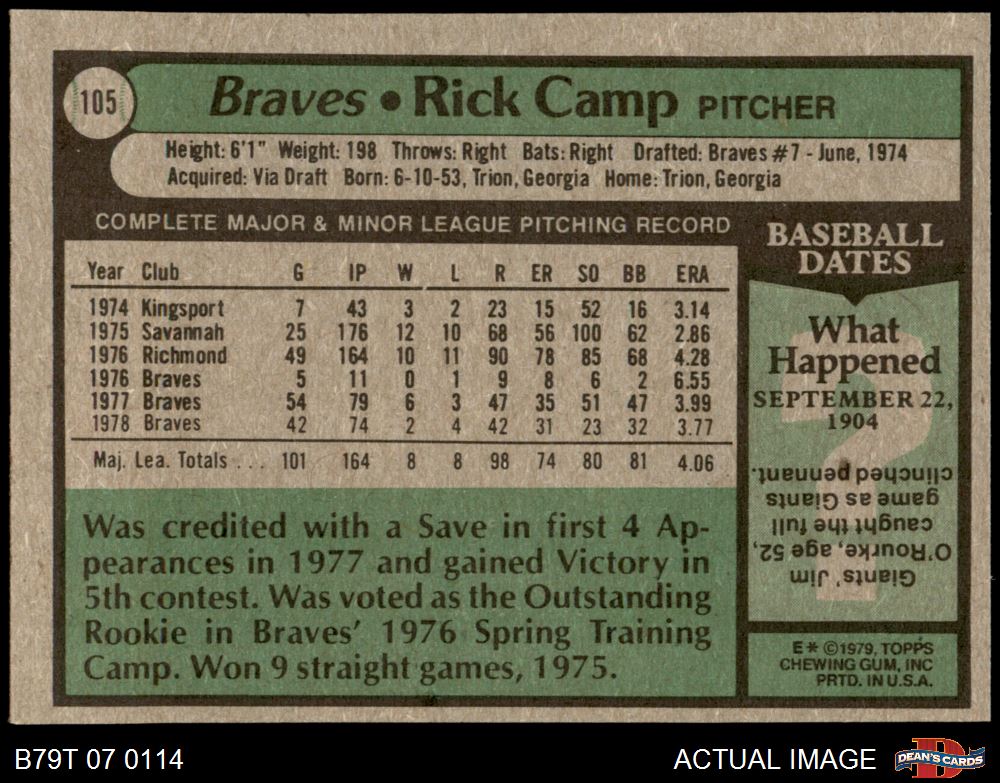 105
Braves • Rick Camp PITCHER
Height: 6'1" Weight: 198 Throws: Right Bats: Right Drafted: Braves #7 - June, 1974
Acquired: Via Draft Born: 6-10-53, Trion, Georgia Home: Trion, Georgia
COMPLETE MAJOR & MINOR LEAGUE PITCHING RECORD
Year Club G IP W L R ER SO BB ERA
1974 Kingsport 7 43 3 2 23 15 52 16 3.14
1975 Savannah 25 176 12 10 68 56 100 62 2.86
1976 Richmond 49 164 10 11 90 78 85 68 4.28
1976 Braves 5 11 0 1 9 8 6 2 6.55
1977 Braves 54 79 6 3 47 35 51 47 3.99
1978 Braves 42 74 2 4 42 31 23 32 3.77
Maj. Lea. Totals ... 101 164 8 8 98 74 80 81 4.06
Was credited with a Save in first 4 Ap-
pearances in 1977 and gained Victory in
5th contest. Was voted as the Outstanding
Rookie in Braves' 1976 Spring Training
Camp. Won 9 straight games, 1975.
BASEBALL
DATES
What
Happened
SEPTEMBER 22,
1904
?
Giants' Jim
O'Rourke, age 52,
caught the full
game as Giants
clinched pennant.
E* ©1979, TOPPS
CHEWING GUM, INC
PRTD. IN U.S.A.
B79T 07 0114
ACTUAL IMAGE
D
DEAN'S CARDS